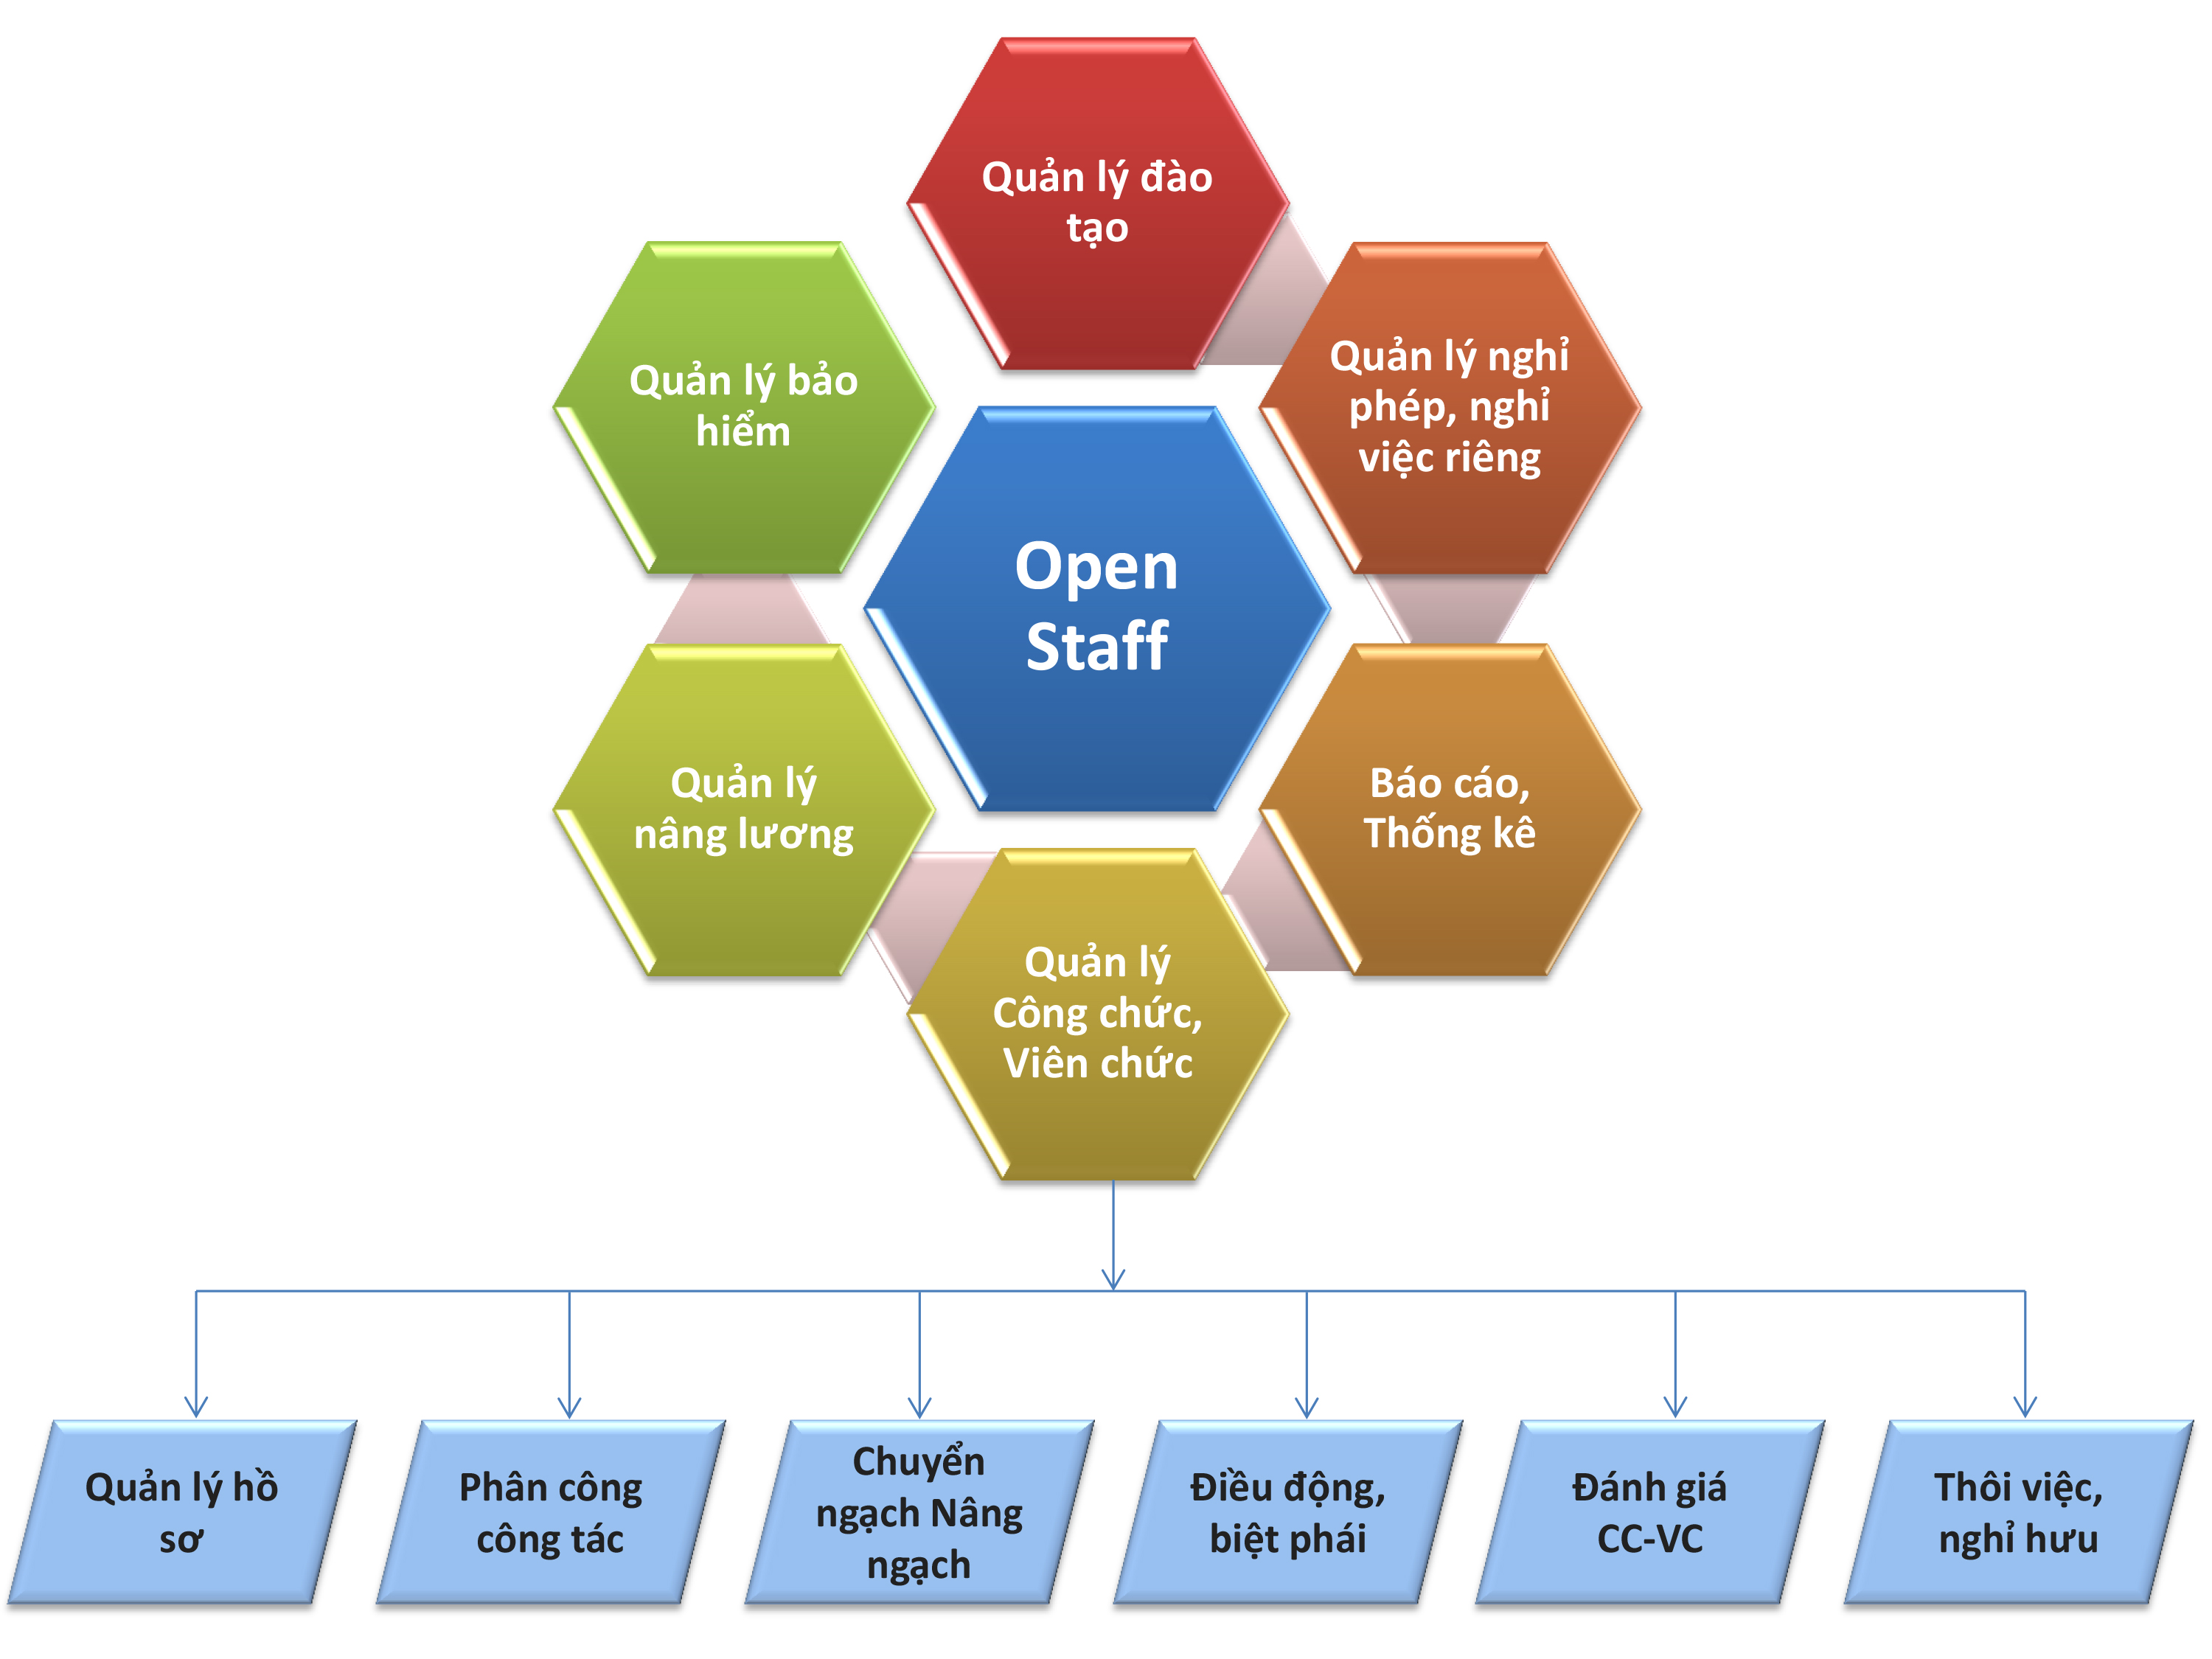 Quản lý đào
tạo
Quản lý nghỉ
phép, nghỉ
việc riêng
Quản lý bảo
hiểm
Open
Staff
Quản lý
nâng lương
Báo cáo,
Thống kê
Quản lý
Công chức,
Viên chức
Quản lý hồ
sơ
Phân công
công tác
Chuyển
ngạch Nâng
ngạch
Điều động,
biệt phái
Đánh giá
CC-VC
Thôi việc,
nghỉ hưu